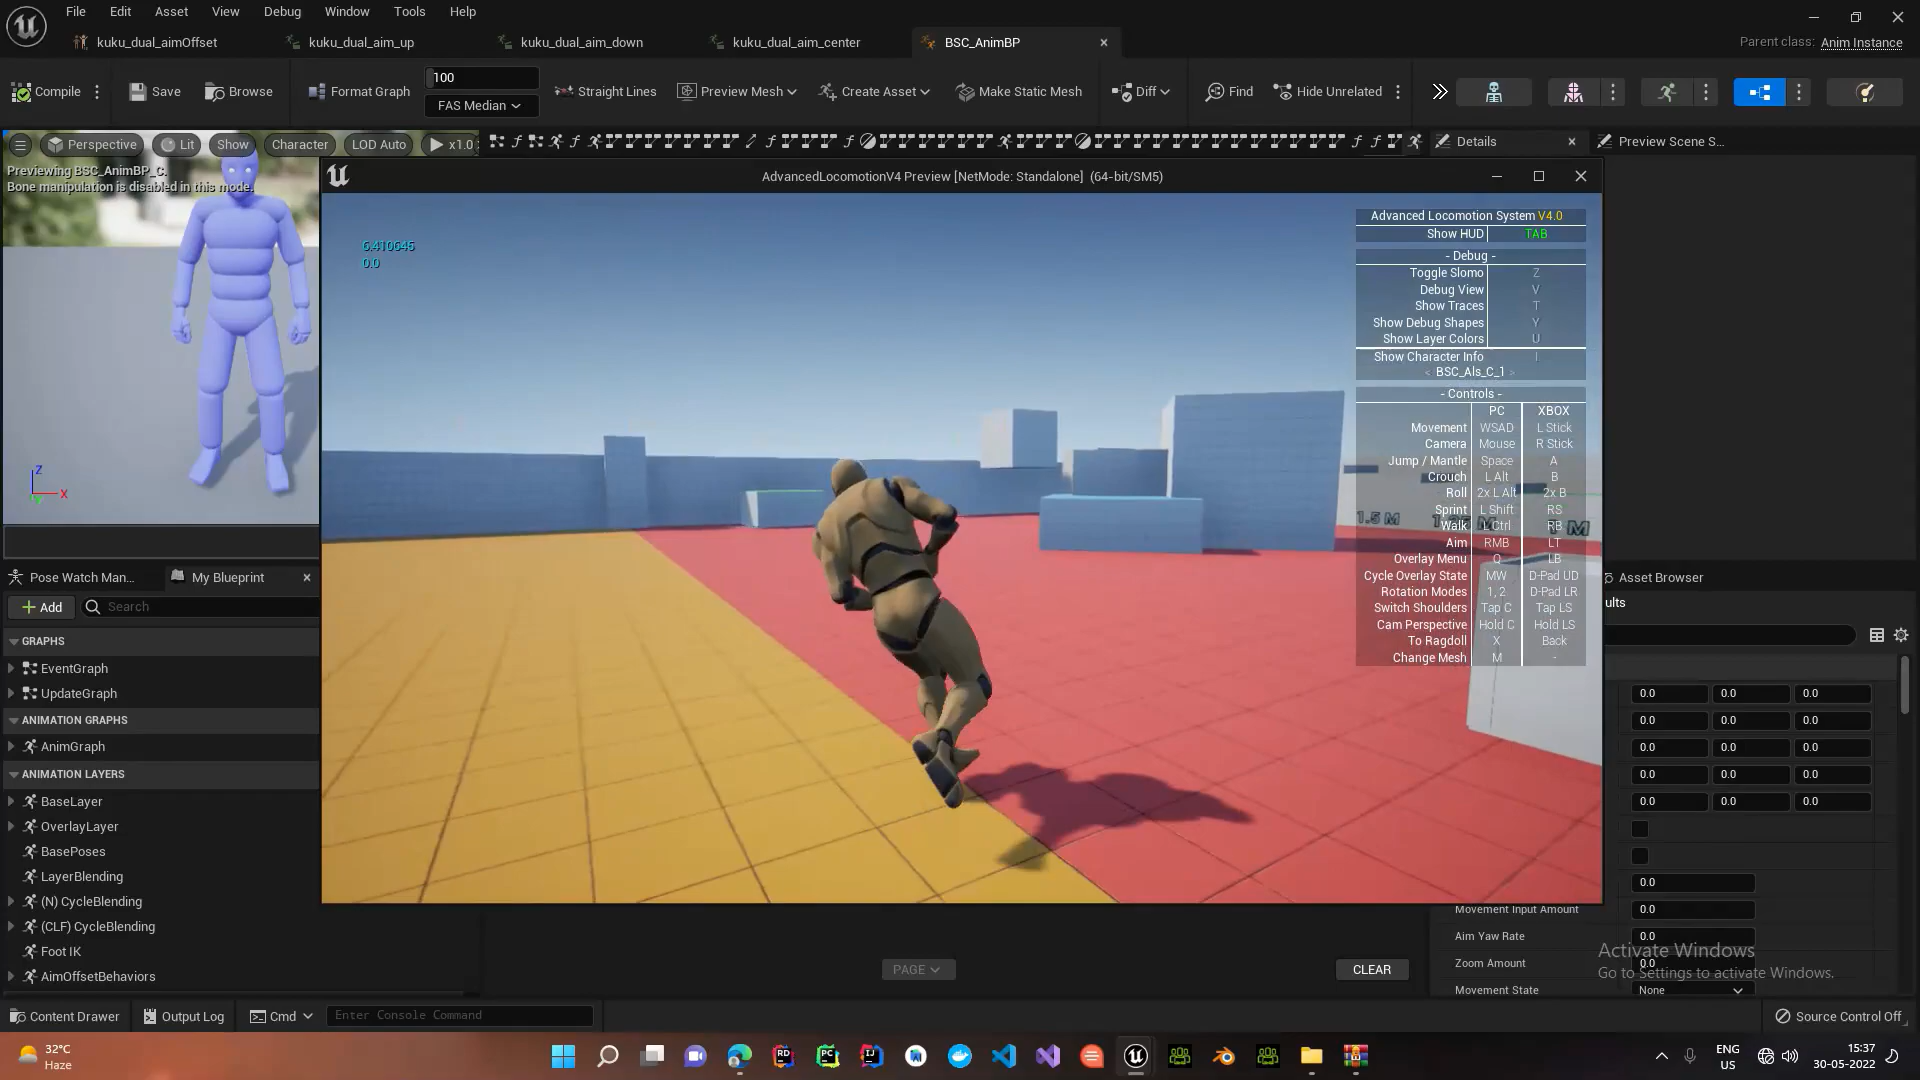 File Edit Asset View Debug Window Tools Help
kuku_dual_aimOffset kuku_dual_aim_up kuku_dual_aim_down kuku_dual_aim_center BSC_AnimBP
Parent class: Anim Instance
Compile Save Browse Format Graph 100 FAS Median Straight Lines Preview Mesh Create Asset Make Static Mesh Diff Find Hide Unrelated
Perspective Lit Show Character LOD Auto x1.0
Details Preview Scene S...
Previewing BSC_AnimBP_C.
Bone manipulation is disabled in this mode.
AdvancedLocomotionV4 Preview [NetMode: Standalone] (64-bit/SM5)
6.410645
0.0
Advanced Locomotion System V4.0
Show HUD TAB
- Debug -
Toggle Slomo Z
Debug View V
Show Traces T
Show Debug Shapes Y
Show Layer Colors U
Show Character Info I
< BSC_Als_C_1 >
- Controls -
PC XBOX
Movement WSAD L Stick
Camera Mouse R Stick
Jump / Mantle Space A
Crouch L Alt B
Roll 2x L Alt 2x B
Sprint L Shift RS
Walk L Ctrl RB
Aim RMB LT
Overlay Menu Q LB
Cycle Overlay State MW D-Pad UD
Rotation Modes 1, 2 D-Pad LR
Switch Shoulders Tap C Tap LS
Cam Perspective Hold C Hold LS
To Ragdoll X Back
Change Mesh M -
1.5 M
Z
X
Y
Pose Watch Man... My Blueprint
Add Search
GRAPHS
EventGraph
UpdateGraph
ANIMATION GRAPHS
AnimGraph
ANIMATION LAYERS
BaseLayer
OverlayLayer
BasePoses
LayerBlending
(N) CycleBlending
(CLF) CycleBlending
Foot IK
AimOffsetBehaviors
Asset Browser
ults
0.0 0.0 0.0
0.0 0.0 0.0
0.0 0.0 0.0
0.0 0.0 0.0
0.0 0.0 0.0
0.0
Movement Input Amount 0.0
Aim Yaw Rate 0.0
Zoom Amount 0.0
Movement State None
Activate Windows
Go to Settings to activate Windows.
PAGE CLEAR
Content Drawer Output Log Cmd Enter Console Command Source Control Off
32°C
Haze
RD PC IJ
ENG
US
15:37
30-05-2022